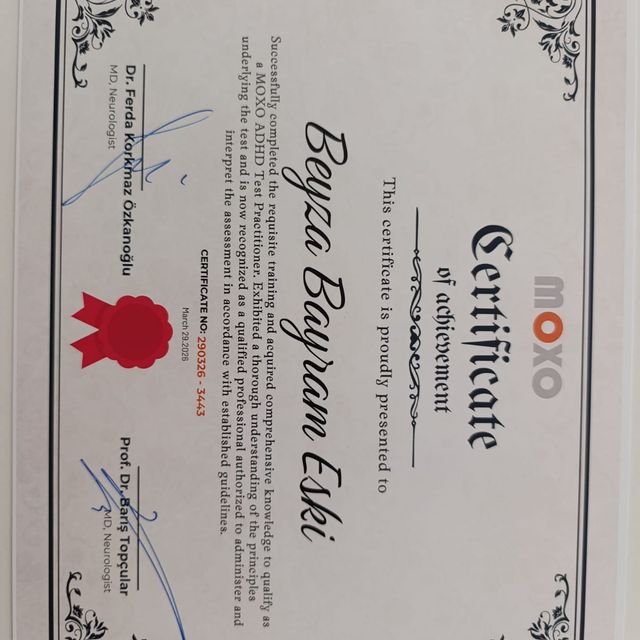 moxo
Certificate
of achievement
This certificate is proudly presented to
Beyza Bayram Eski
Successfully completed the requisite training and acquired comprehensive knowledge to qualify as
a MOXO ADHD Test Practitioner. Exhibited a thorough understanding of the principles
underlying the test and is now recognized as a qualified professional authorized to administer and
interpret the assessment in accordance with established guidelines.
CERTIFICATE NO: 290326 - 3443
March 29.2026
Dr. Ferda Korkmaz Özkanoğlu
MD, Neurologist
Prof. Dr. Barış Topçular
MD, Neurologist